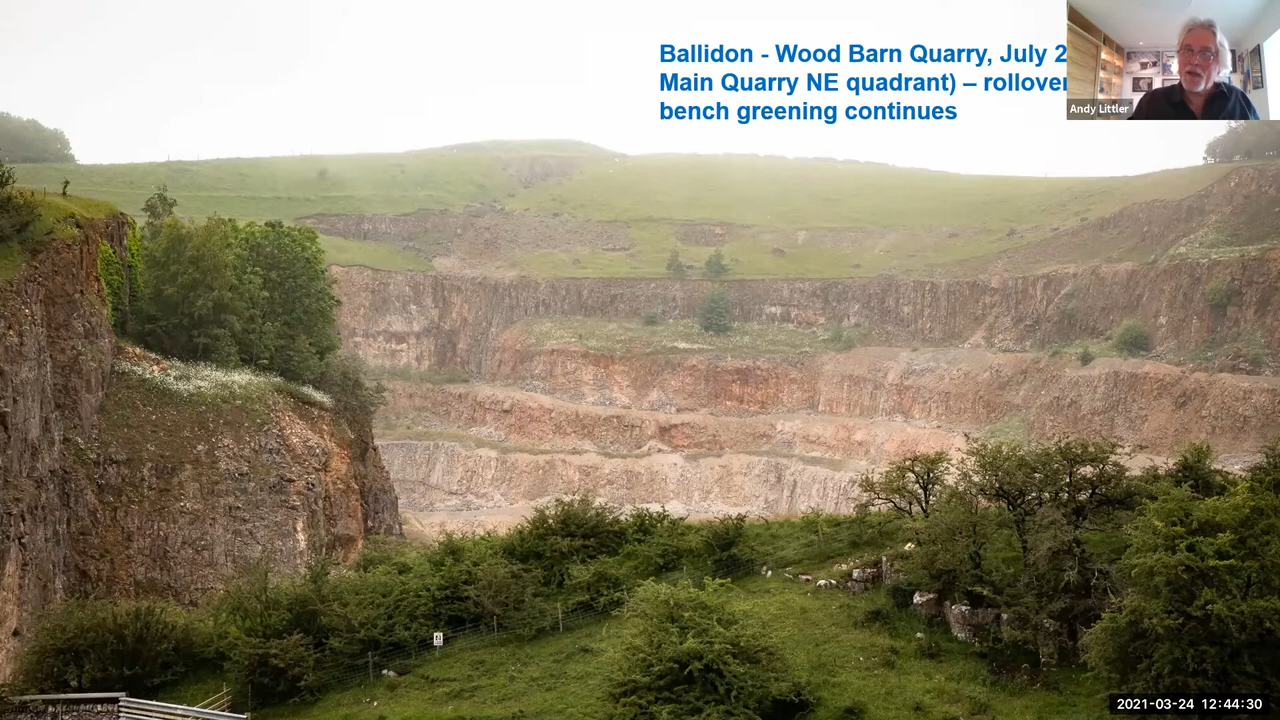 Ballidon - Wood Barn Quarry, July 2
Main Quarry NE quadrant) – rollover
bench greening continues
Andy Littler
2021-03-24 12:44:30